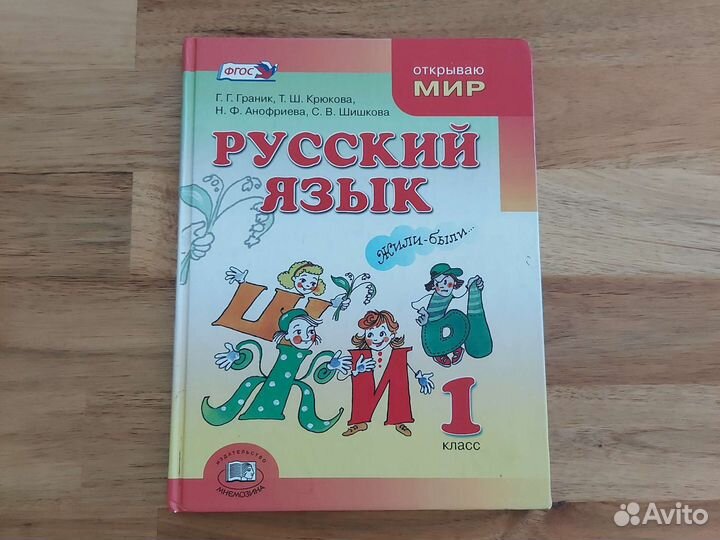 ФГОС
открываю
МИР
Г. Г. Граник, Т. Ш. Крюкова,
Н. Ф. Анофриева, С. В. Шишкова
РУССКИЙ
ЯЗЫК
Жили-были...
Ш
Ж И Ы
1
класс
ИЗДАТЕЛЬСТВО
МНЕМОЗИНА
Avito